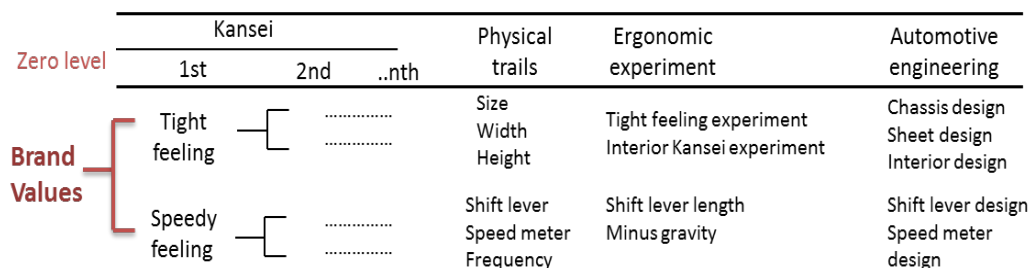 Kansei
Physical trails
Ergonomic experiment
Automotive engineering
Zero level
1st
2nd
..nth
Brand Values
Tight feeling
...............
...............
Size
Width
Height
Tight feeling experiment
Interior Kansei experiment
Chassis design
Sheet design
Interior design
Speedy feeling
...............
...............
Shift lever
Speed meter
Frequency
Shift lever length
Minus gravity
Shift lever design
Speed meter
design